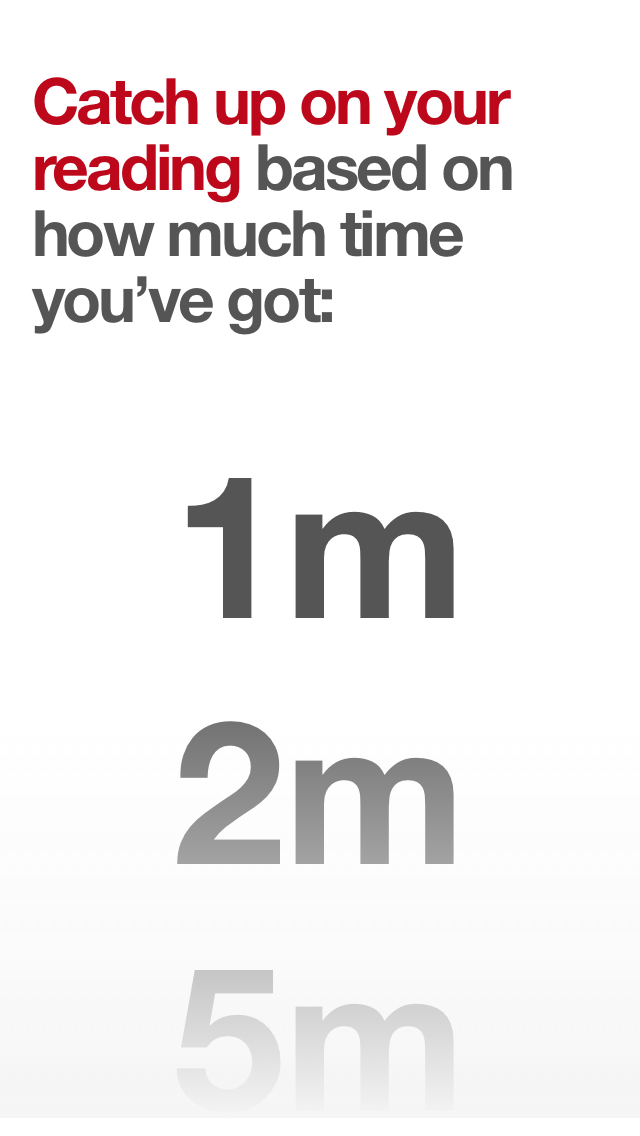 Catch up on your
reading based on
how much time
you’ve got:
1m
2m
5m